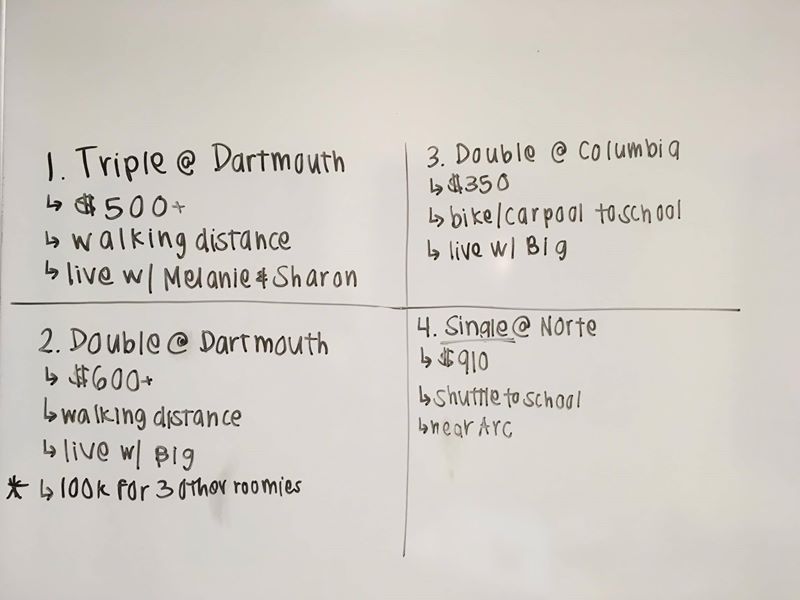 1. Triple @ Dartmouth
↳ $500+
↳ walking distance
↳ live w/ Melanie & Sharon
2. Double @ Dartmouth
↳ $600+
↳ walking distance
↳ live w/ Big
* ↳ look for 3 other roomies
3. Double @ Columbia
↳ $350
↳ bike/carpool to school
↳ live w/ Big
4. Single @ Norte
↳ $910
↳ shuttle to school
↳ near Arc